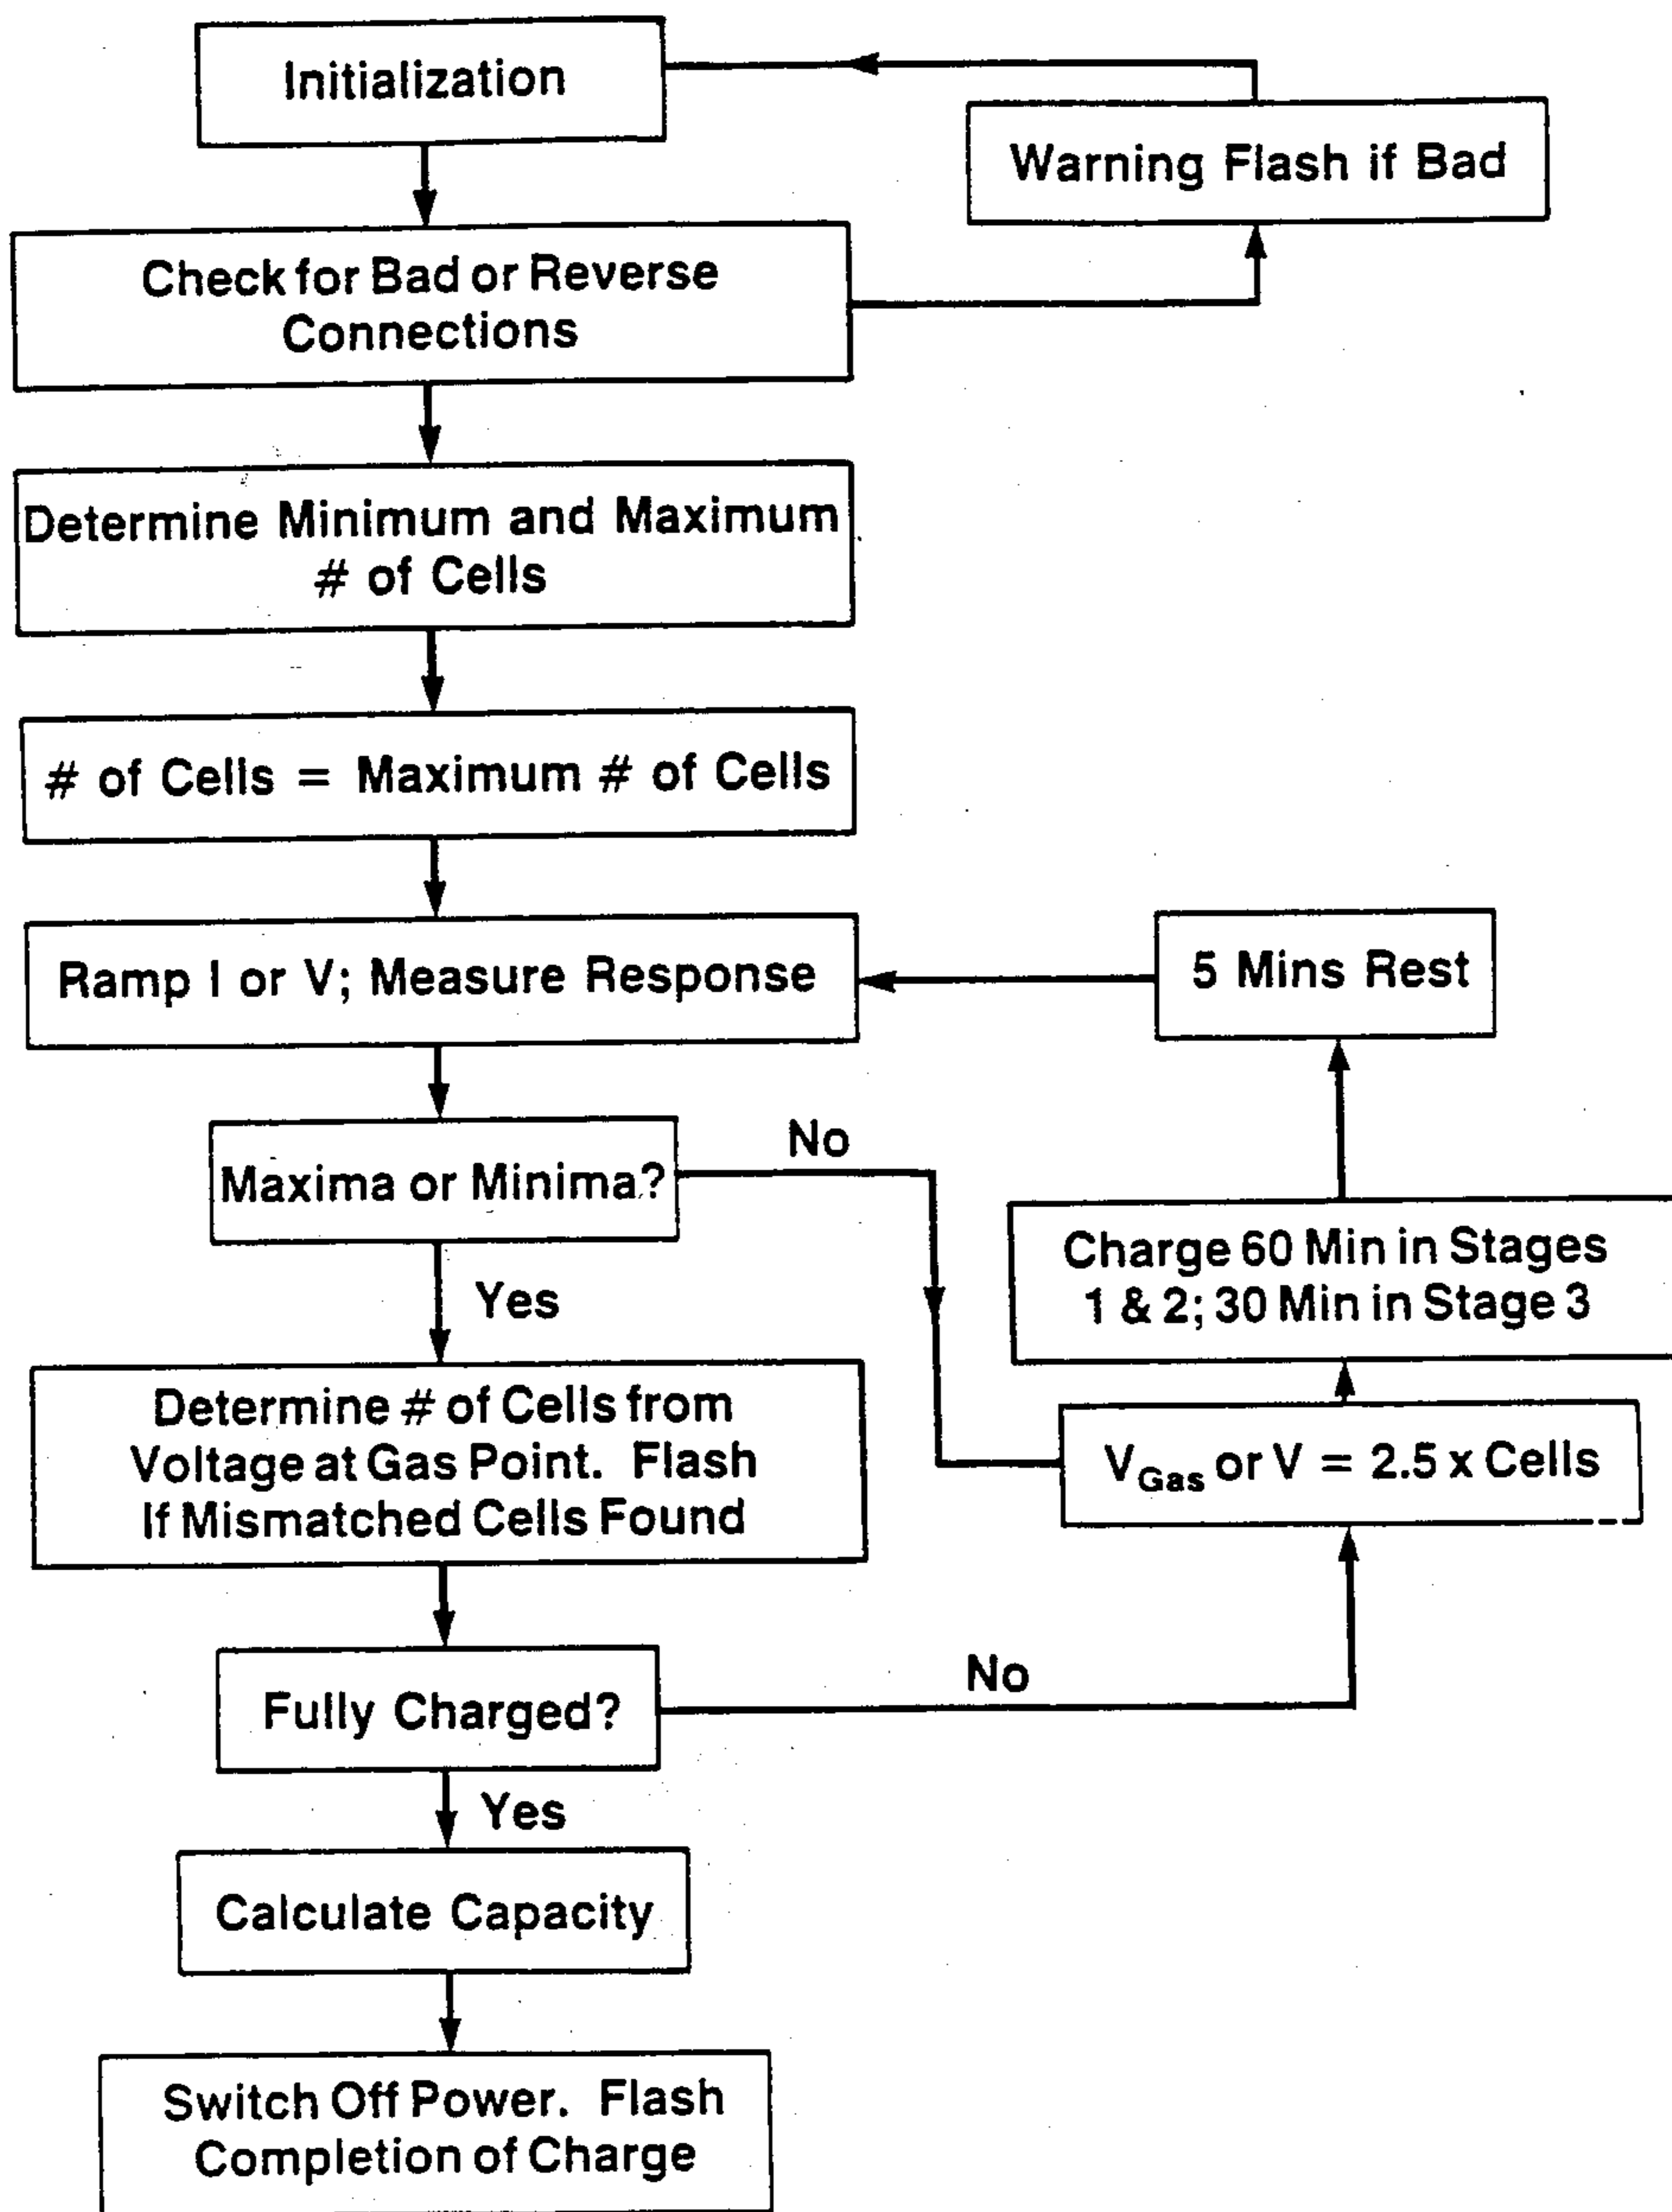 Initialization
Warning Flash if Bad
Check for Bad or Reverse
Connections
Determine Minimum and Maximum
# of Cells
# of Cells = Maximum # of Cells
Ramp I or V; Measure Response
5 Mins Rest
Maxima or Minima?
No
Yes
Charge 60 Min in Stages
1 & 2; 30 Min in Stage 3
Determine # of Cells from
Voltage at Gas Point. Flash
If Mismatched Cells Found
VGas or V = 2.5 x Cells
Fully Charged?
No
Yes
Calculate Capacity
Switch Off Power. Flash
Completion of Charge